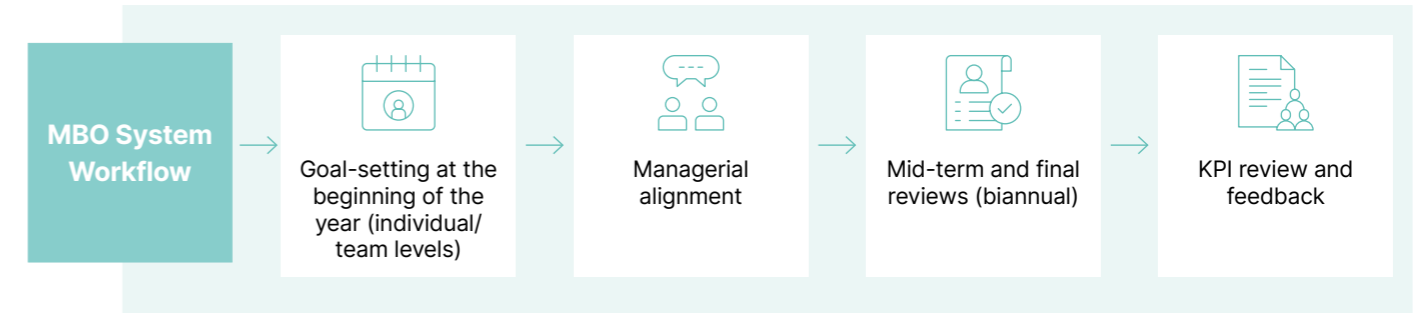 MBO System
Workflow
Goal-setting at the
beginning of the
year (individual/
team levels)
Managerial
alignment
Mid-term and final
reviews (biannual)
KPI review and
feedback